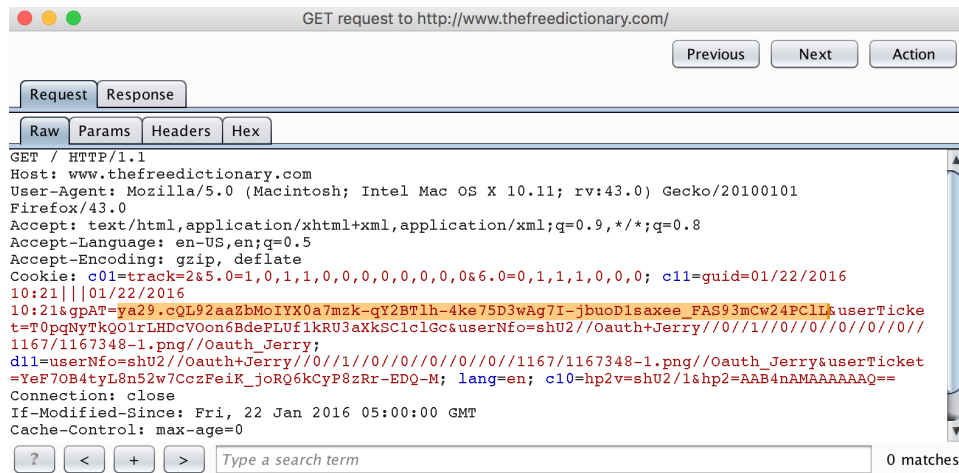 GET request to http://www.thefreedictionary.com/
Previous Next Action
Request Response
Raw Params Headers Hex
GET / HTTP/1.1
Host: www.thefreedictionary.com
User-Agent: Mozilla/5.0 (Macintosh; Intel Mac OS X 10.11; rv:43.0) Gecko/20100101
Firefox/43.0
Accept: text/html,application/xhtml+xml,application/xml;q=0.9,*/*;q=0.8
Accept-Language: en-US,en;q=0.5
Accept-Encoding: gzip, deflate
Cookie: c01=track=2&5.0=1,0,1,1,0,0,0,0,0,0,0,0&6.0=0,1,1,1,0,0,0; c11=guid=01/22/2016
10:21|||01/22/2016
10:21&gpAT=ya29.cQL92aaZbMoIYX0a7mzk-qY2BTlh-4ke75D3wAg7I-jbuoD1saxee_FAS93mCw24PClL&userTicke
t=T0pqNyTkQO1rLHDcVOon6BdePLUf1kRU3aXkSC1clGc&userNfo=shU2//Oauth+Jerry//0//1//0//0//0//0//
1167/1167348-1.png//Oauth_Jerry;
d11=userNfo=shU2//Oauth+Jerry//0//1//0//0//0//0//1167/1167348-1.png//Oauth_Jerry&userTicket
=YeF7OB4tyL8n52w7CczFeiK_joRQ6kCyP8zRr-EDQ-M; lang=en; c10=hp2v=shU2/1&hp2=AAB4nAMAAAAAAQ==
Connection: close
If-Modified-Since: Fri, 22 Jan 2016 05:00:00 GMT
Cache-Control: max-age=0
? < + > Type a search term 0 matches